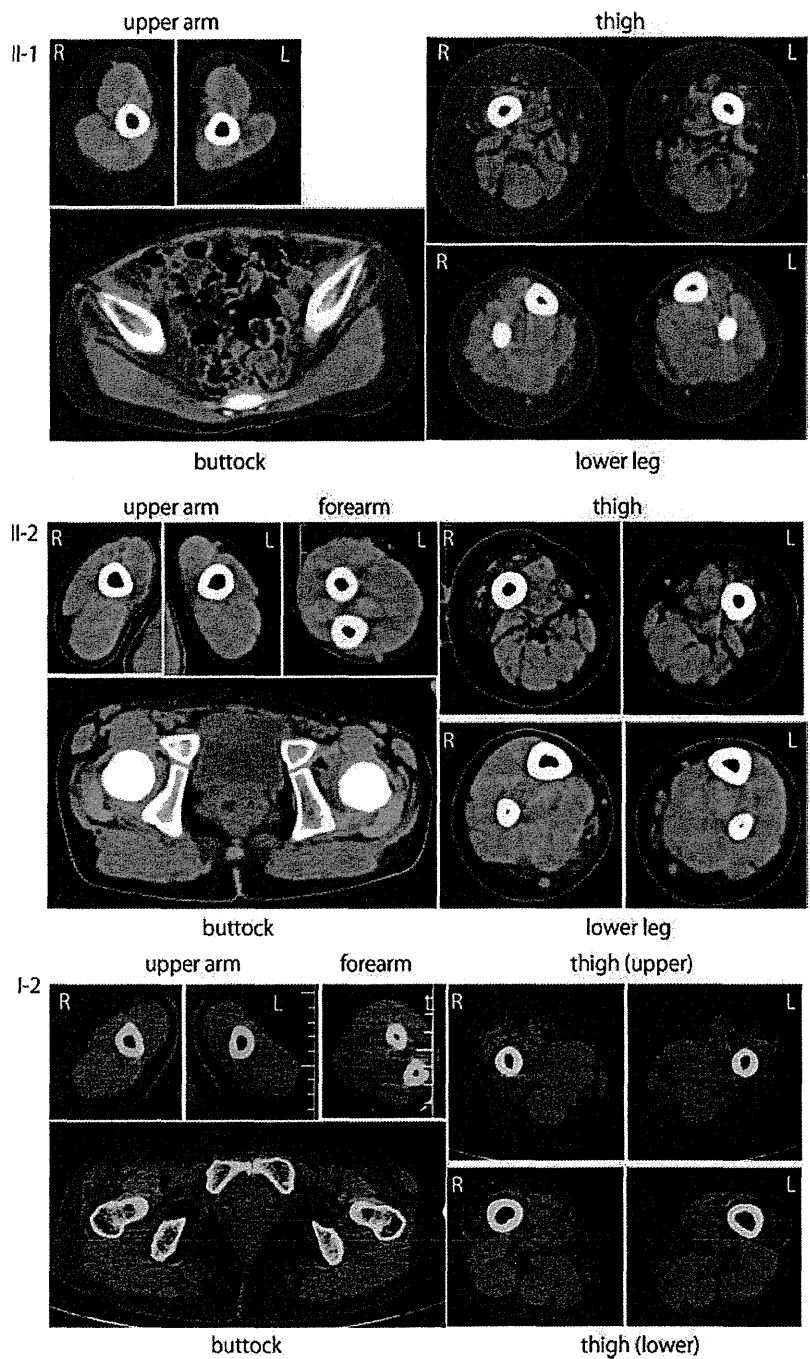 upper arm
thigh
II-1
R
L
R
L
R
L
buttock
lower leg
upper arm
forearm
thigh
II-2
R
L
L
R
L
R
L
buttock
lower leg
upper arm
forearm
thigh (upper)
I-2
R
L
R
L
R
L
buttock
thigh (lower)